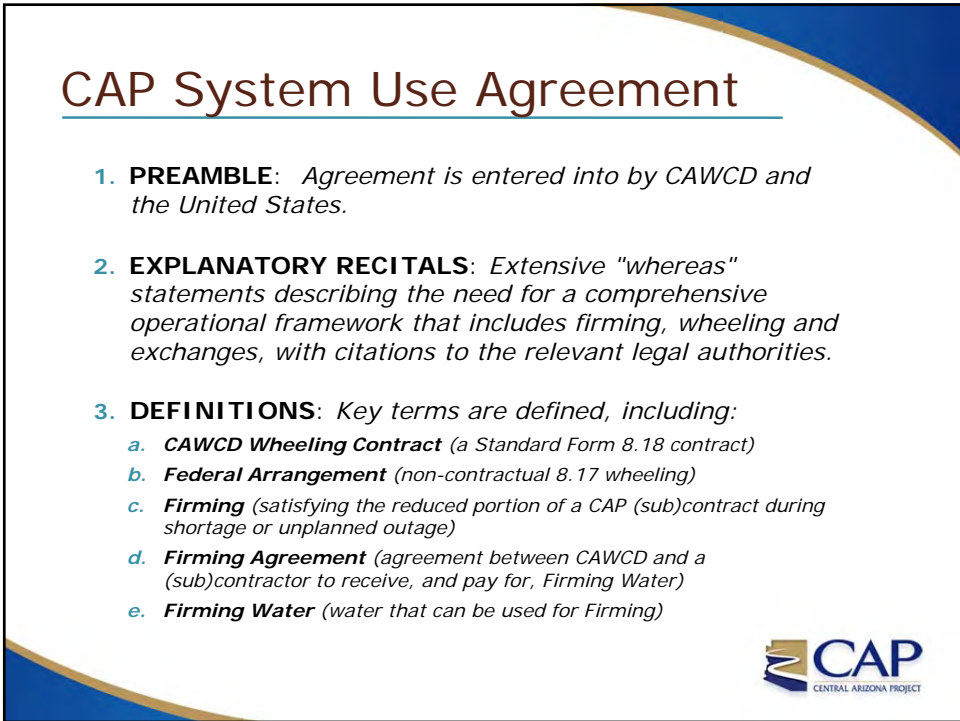 CAP System Use Agreement
1. PREAMBLE: Agreement is entered into by CAWCD and
the United States.
2. EXPLANATORY RECITALS: Extensive "whereas"
statements describing the need for a comprehensive
operational framework that includes firming, wheeling and
exchanges, with citations to the relevant legal authorities.
3. DEFINITIONS: Key terms are defined, including:
a. CAWCD Wheeling Contract (a Standard Form 8.18 contract)
b. Federal Arrangement (non-contractual 8.17 wheeling)
c. Firming (satisfying the reduced portion of a CAP (sub)contract during
shortage or unplanned outage)
d. Firming Agreement (agreement between CAWCD and a
(sub)contractor to receive, and pay for, Firming Water)
e. Firming Water (water that can be used for Firming)
CAP
CENTRAL ARIZONA PROJECT